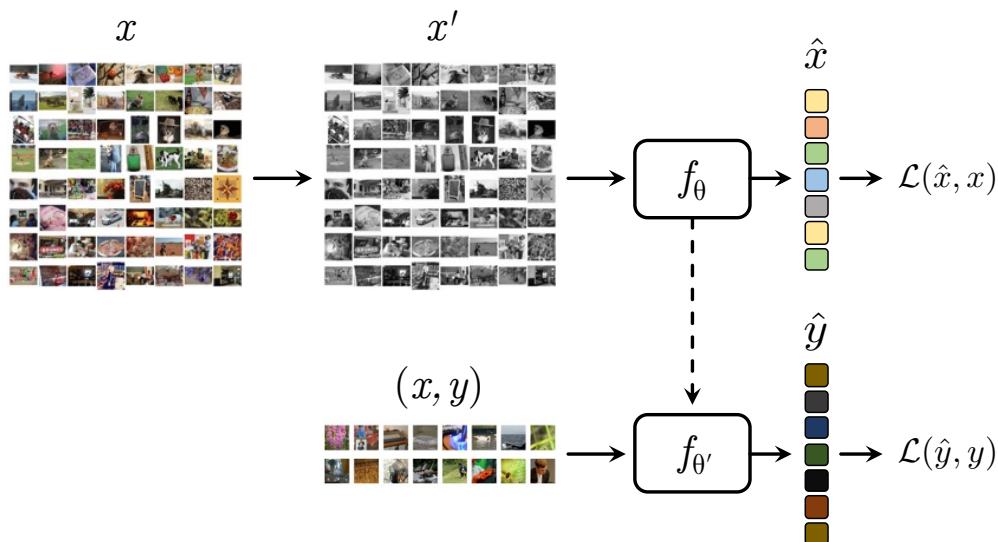 x
x′
x̂
f_θ
ℒ(x̂, x)
ŷ
(x, y)
f_θ′
ℒ(ŷ, y)